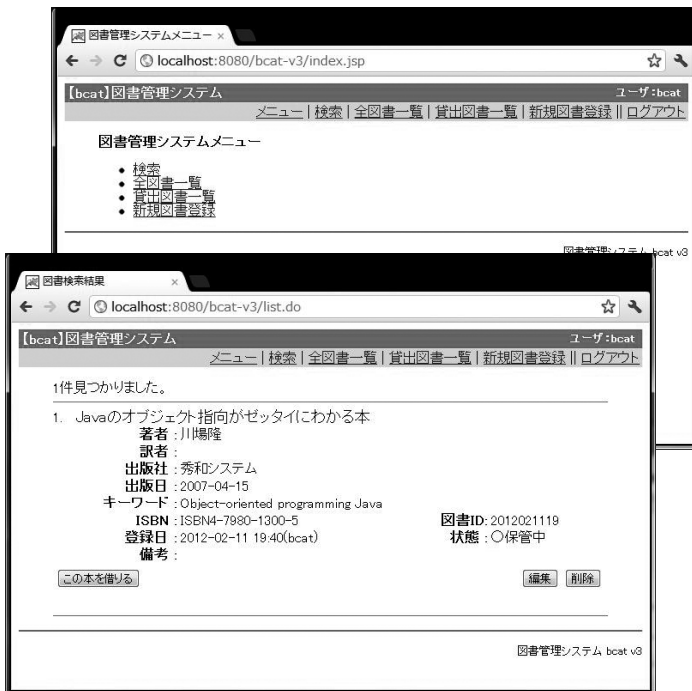 図書管理システムメニュー ×
localhost:8080/bcat-v3/index.jsp
【bcat】図書管理システム ユーザ:bcat
メニュー | 検索 | 全図書一覧 | 貸出図書一覧 | 新規図書登録 || ログアウト
図書管理システムメニュー
• 検索
• 全図書一覧
• 貸出図書一覧
• 新規図書登録
図書管理システム bcat v3
図書検索結果 ×
localhost:8080/bcat-v3/list.do
【bcat】図書管理システム ユーザ:bcat
メニュー | 検索 | 全図書一覧 | 貸出図書一覧 | 新規図書登録 || ログアウト
1件見つかりました。
1. Javaのオブジェクト指向がゼッタイにわかる本
著者 : 川場隆
訳者 :
出版社 : 秀和システム
出版日 : 2007-04-15
キーワード : Object-oriented programming Java
ISBN : ISBN4-7980-1300-5 図書ID: 2012021119
登録日 : 2012-02-11 19:40(bcat) 状態 : ○保管中
備考 :
この本を借りる 編集 削除
図書管理システム bcat v3